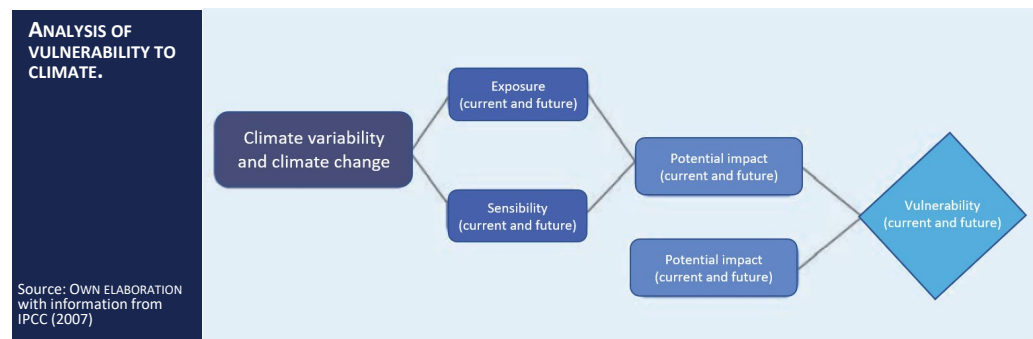 ANALYSIS OF
VULNERABILITY TO
CLIMATE.
Source: OWN ELABORATION
with information from
IPCC (2007)
Climate variability
and climate change
Exposure
(current and future)
Sensibility
(current and future)
Potential impact
(current and future)
Potential impact
(current and future)
Vulnerability
(current and future)